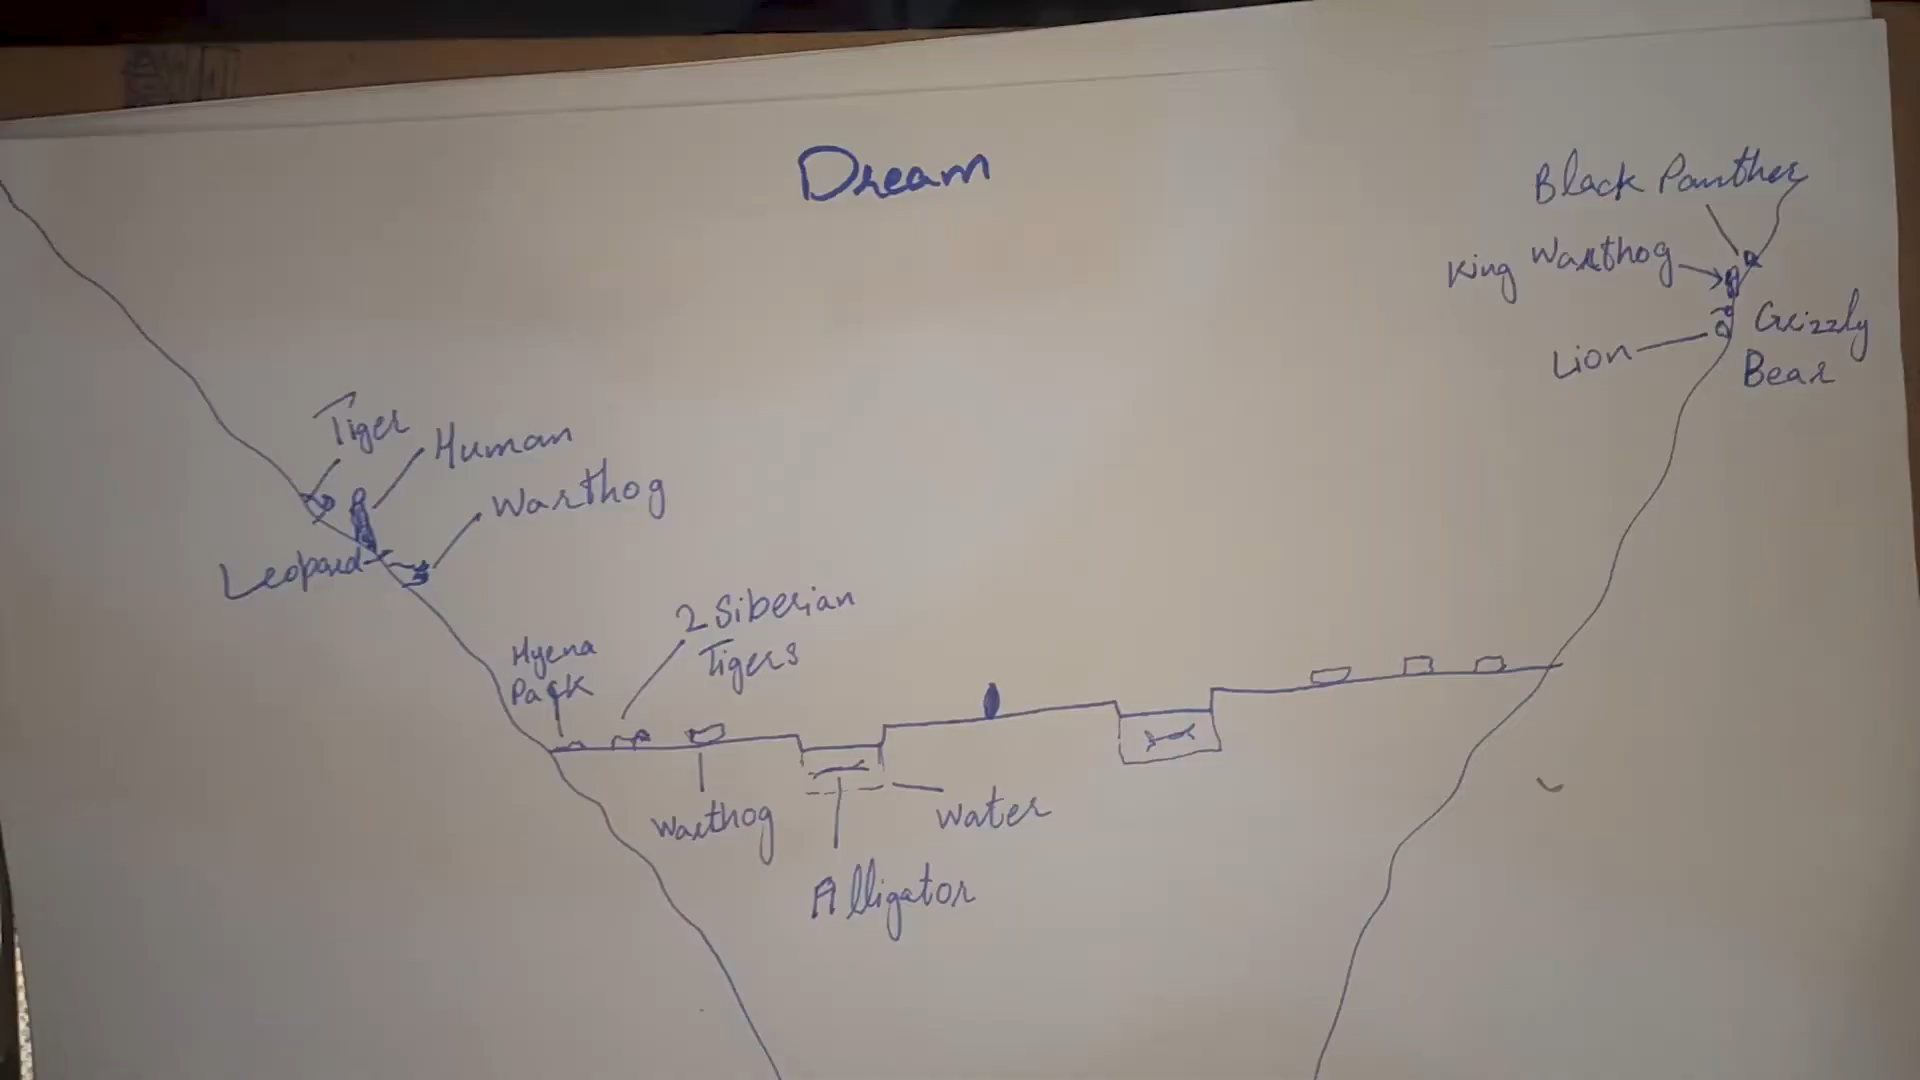 Dream
Black Panther
King Warthog
Grizzly
Bear
Lion
Tiger
Human
Warthog
Leopard
2 Siberian
Tigers
Hyena
Pack
Warthog
Water
Alligator